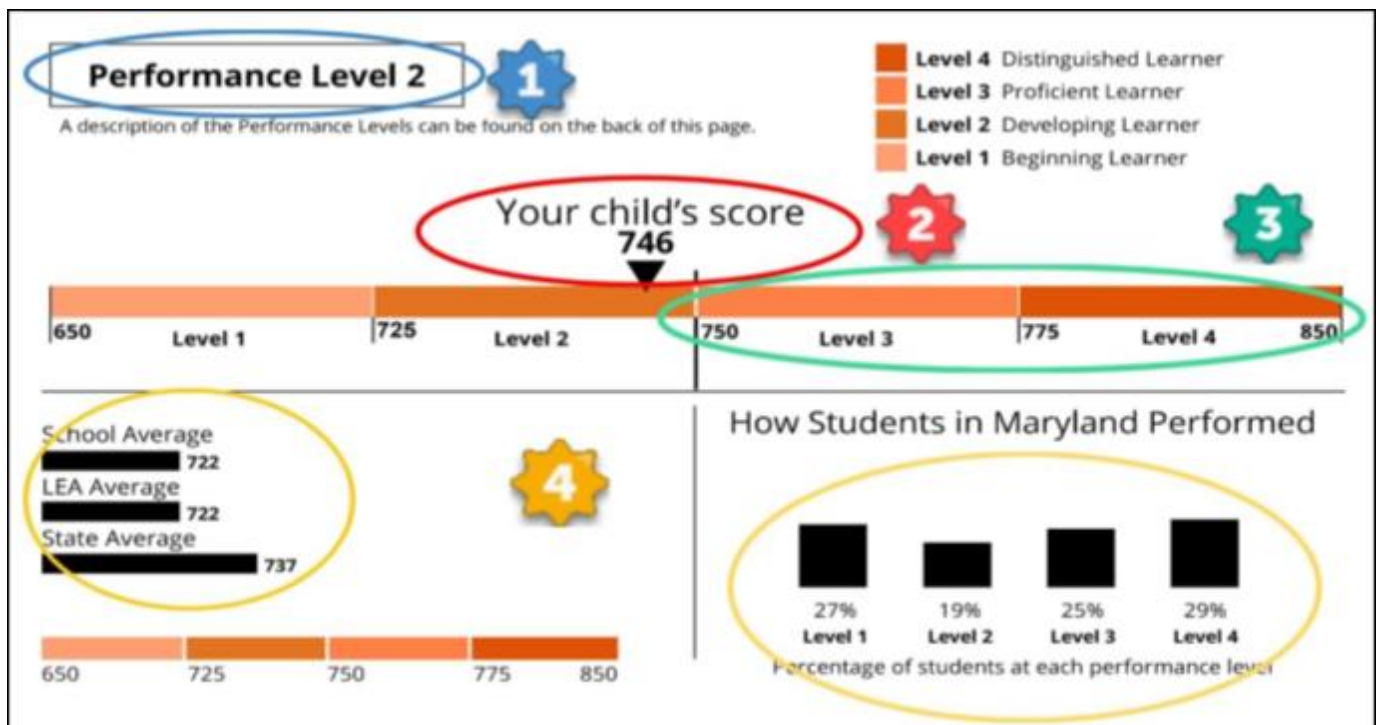 Performance Level 2
1
A description of the Performance Levels can be found on the back of this page.
Level 4 Distinguished Learner
Level 3 Proficient Learner
Level 2 Developing Learner
Level 1 Beginning Learner
Your child's score
746
2
3
650 Level 1 725 Level 2 750 Level 3 775 Level 4 850
School Average
722
LEA Average
722
State Average
737
4
650 725 750 775 850
How Students in Maryland Performed
27% 19% 25% 29%
Level 1 Level 2 Level 3 Level 4
Percentage of students at each performance level